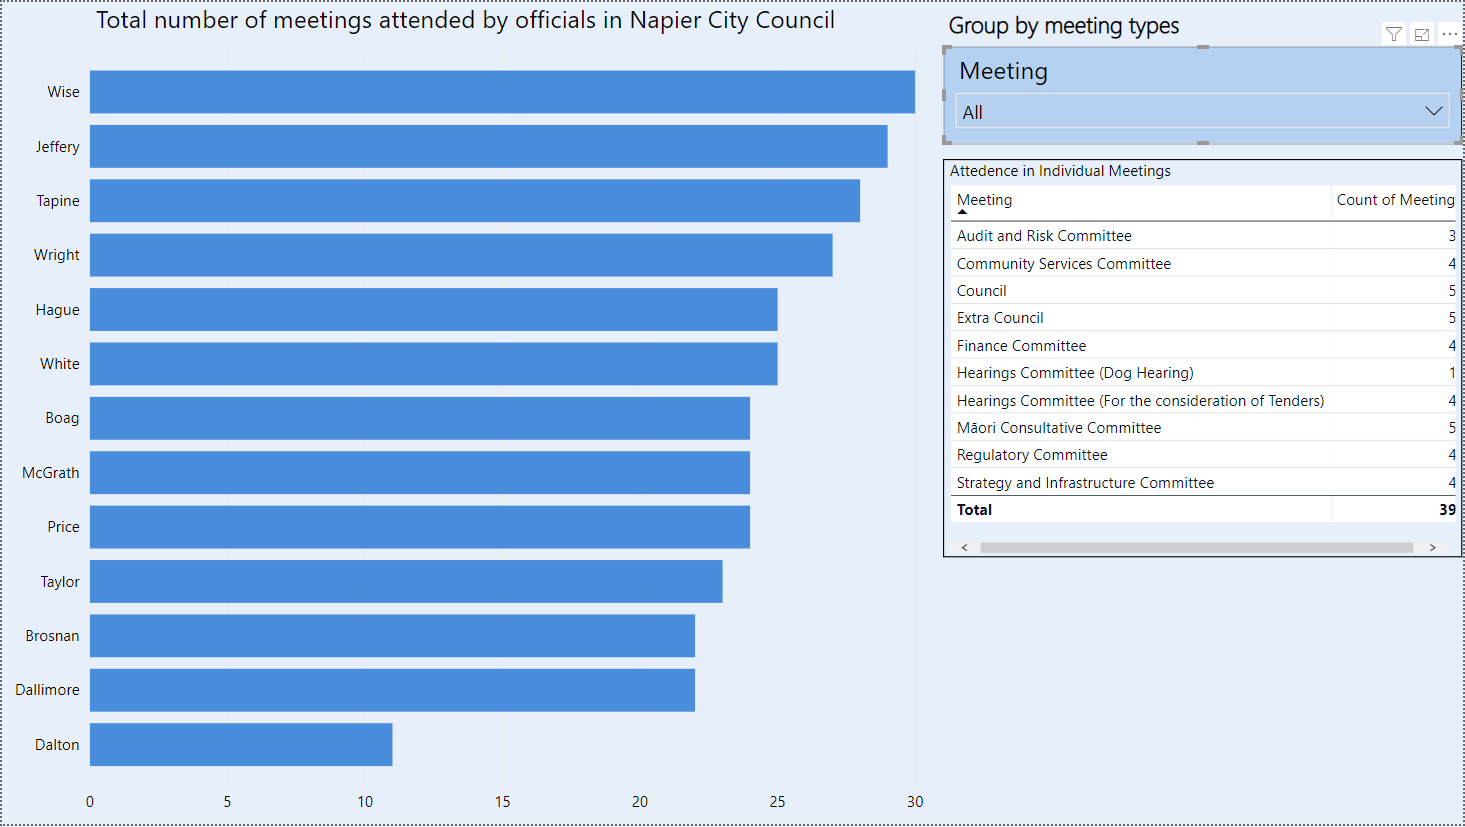 Total number of meetings attended by officials in Napier City Council
Wise
Jeffery
Tapine
Wright
Hague
White
Boag
McGrath
Price
Taylor
Brosnan
Dallimore
Dalton
0 5 10 15 20 25 30
Group by meeting types
Meeting
All
Attedence in Individual Meetings
Meeting Count of Meeting
Audit and Risk Committee 3
Community Services Committee 4
Council 5
Extra Council 5
Finance Committee 4
Hearings Committee (Dog Hearing) 1
Hearings Committee (For the consideration of Tenders) 4
Māori Consultative Committee 5
Regulatory Committee 4
Strategy and Infrastructure Committee 4
Total 39